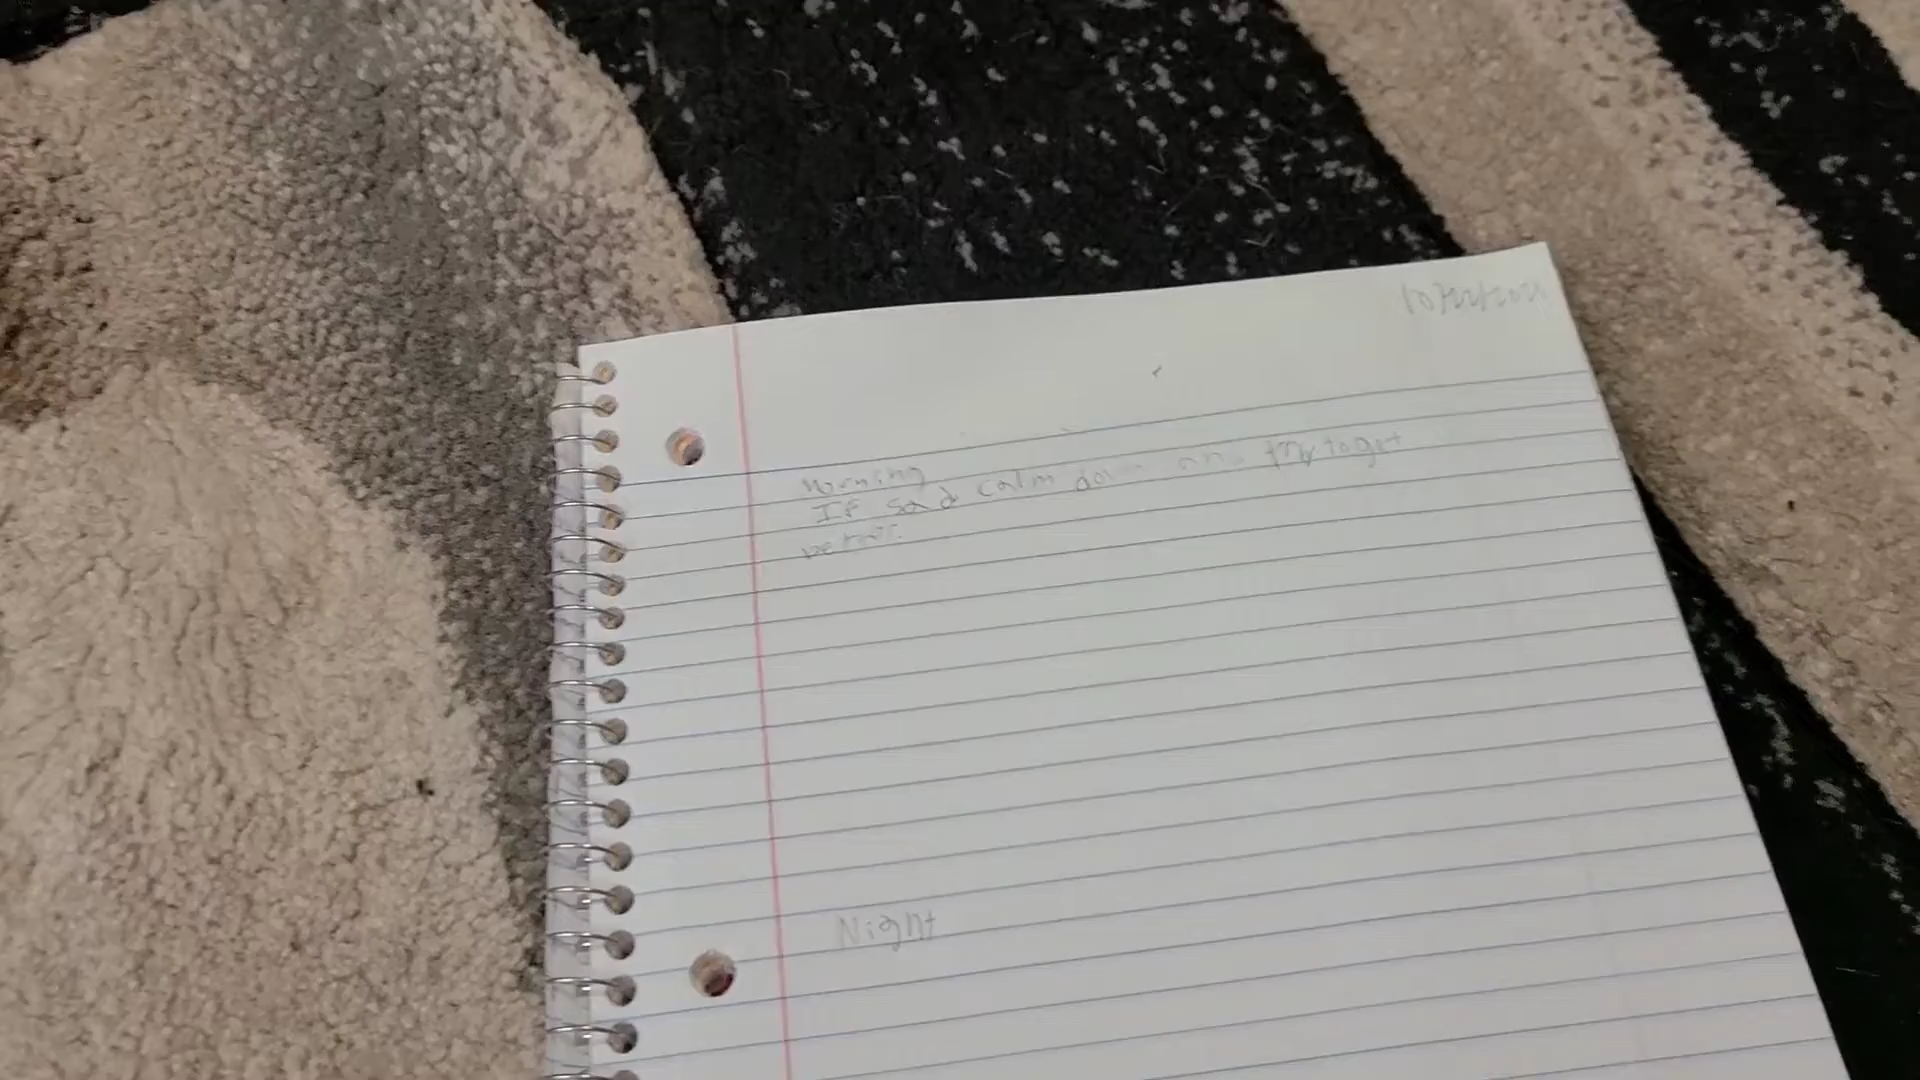 Morning
If sad calm down and try to get
Night